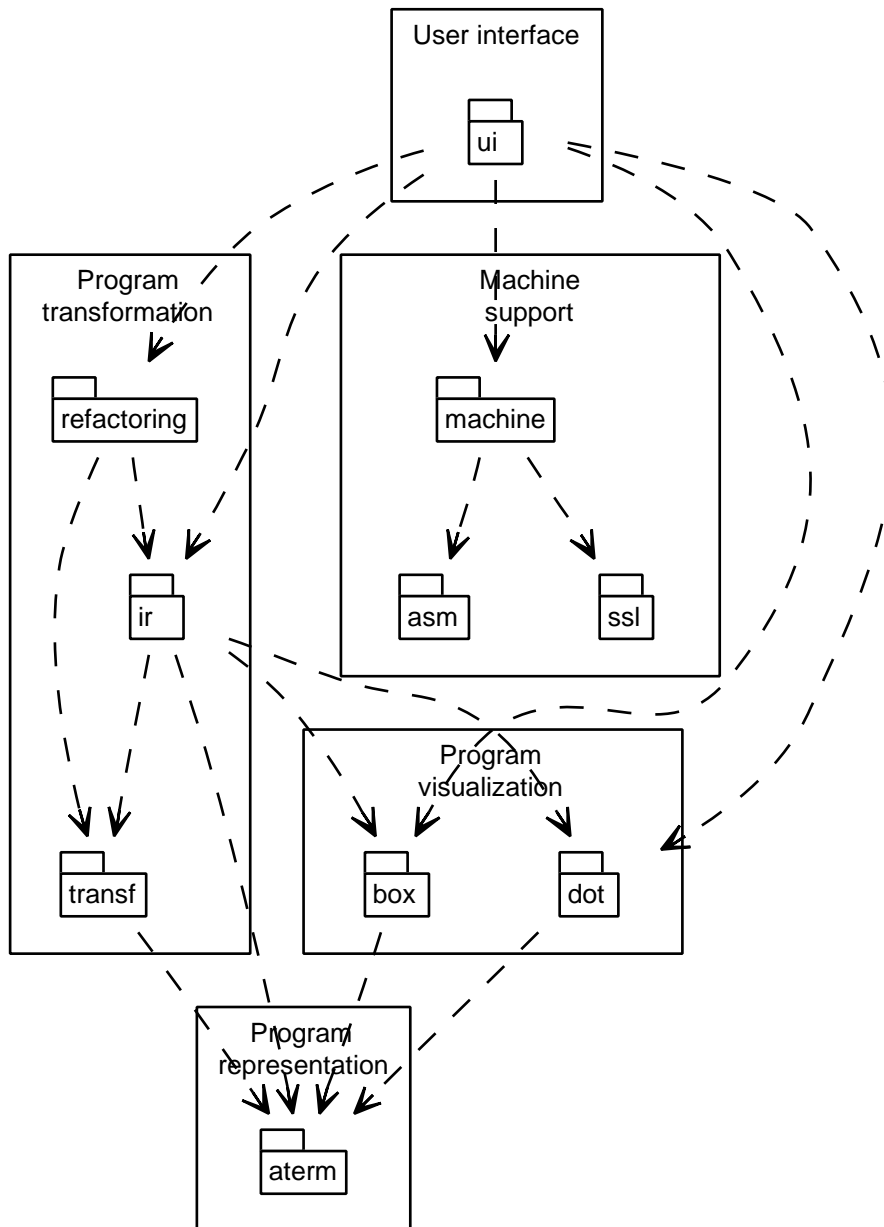 User interface
ui
Program
transformation
Machine
support
refactoring
machine
ir
asm
ssl
Program
visualization
transf
box
dot
Program
representation
aterm